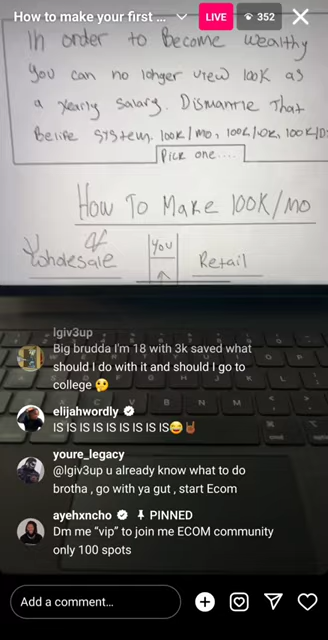 How to make your first ...
LIVE
352
In order to Become wealthy
you can no longer view 100K as
a yearly salary. Dismantle That
Belife system. 100K/mo, 100K/wk, 100K/D
Pick one....
How To Make 100K/mo
Wholesale
You
Retail
lgiv3up
Big brudda I'm 18 with 3k saved what
should I do with it and should I go to
college 🤔
elijahwordly
IS IS IS IS IS IS IS IS IS😂🤘🏾
youre_legacy
@lgiv3up u already know what to do
brotha , go with ya gut , start Ecom
ayehxncho PINNED
Dm me “vip” to join me ECOM community
only 100 spots
Add a comment...